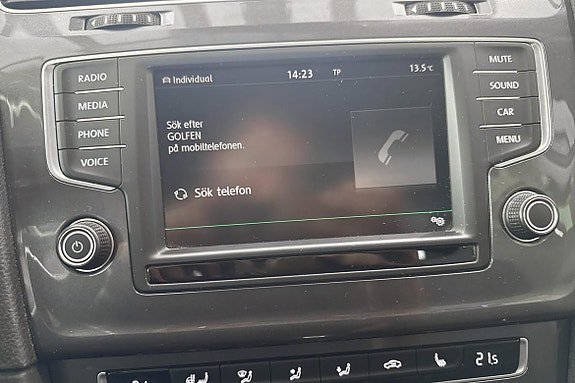 RADIO
MEDIA
PHONE
VOICE
Individual 14:23 TP 13.5°C
Sök efter
GOLFEN
på mobiltelefonen.
Sök telefon
MUTE
SOUND
CAR
MENU